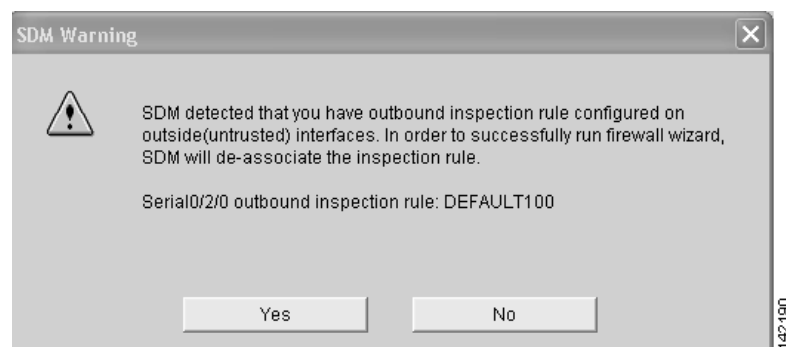 SDM Warning
SDM detected that you have outbound inspection rule configured on
outside(untrusted) interfaces. In order to successfully run firewall wizard,
SDM will de-associate the inspection rule.
Serial0/2/0 outbound inspection rule: DEFAULT100
Yes
No
142190